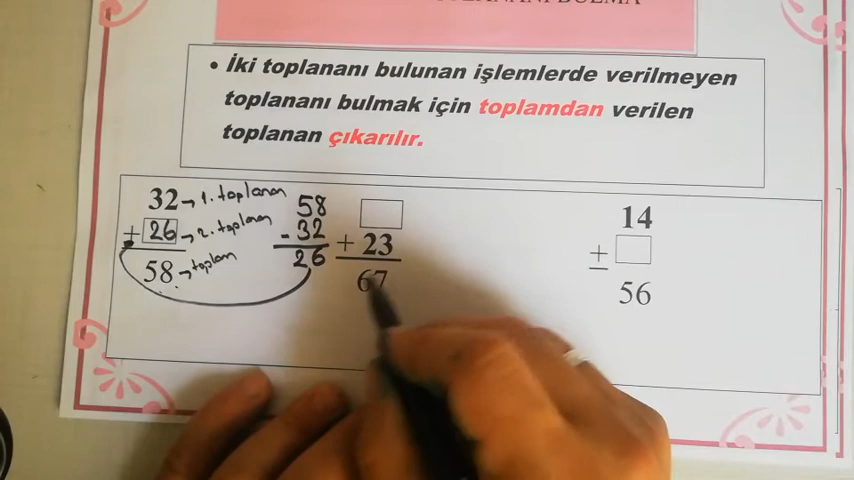 • İki toplananı bulunan işlemlerde verilmeyen
toplananı bulmak için toplamdan verilen
toplanan çıkarılır.
32 → 1. toplanan
+ 26 → 2. toplanan
58 → toplam
58
- 32
26
+ 23
67
14
+
56